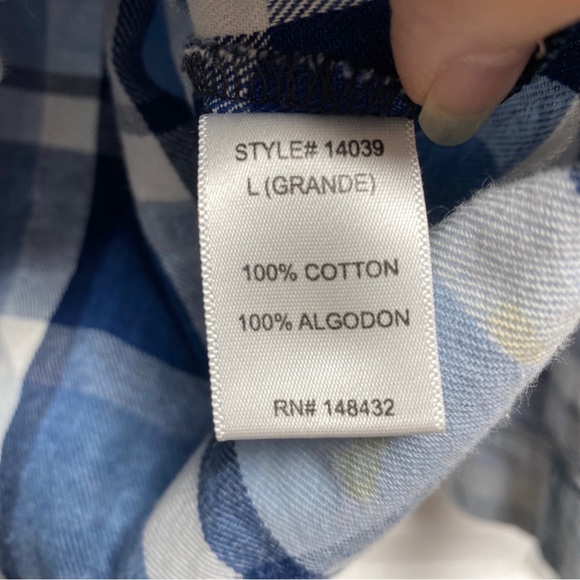 STYLE# 14039
L (GRANDE)
100% COTTON
100% ALGODON
RN# 148432